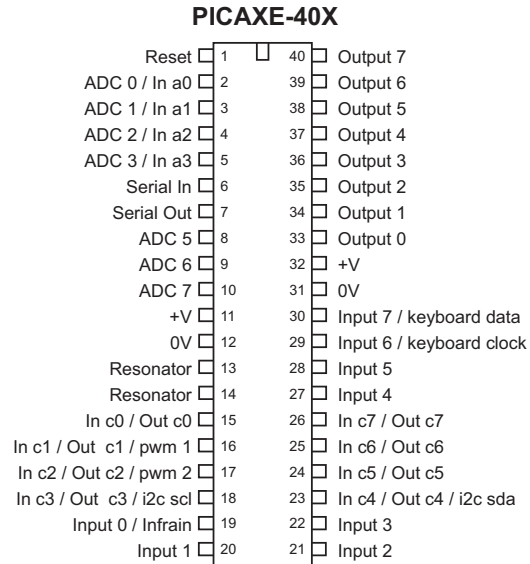 PICAXE-40X
Reset 1 40 Output 7
ADC 0 / In a0 2 39 Output 6
ADC 1 / In a1 3 38 Output 5
ADC 2 / In a2 4 37 Output 4
ADC 3 / In a3 5 36 Output 3
Serial In 6 35 Output 2
Serial Out 7 34 Output 1
ADC 5 8 33 Output 0
ADC 6 9 32 +V
ADC 7 10 31 0V
+V 11 30 Input 7 / keyboard data
0V 12 29 Input 6 / keyboard clock
Resonator 13 28 Input 5
Resonator 14 27 Input 4
In c0 / Out c0 15 26 In c7 / Out c7
In c1 / Out c1 / pwm 1 16 25 In c6 / Out c6
In c2 / Out c2 / pwm 2 17 24 In c5 / Out c5
In c3 / Out c3 / i2c scl 18 23 In c4 / Out c4 / i2c sda
Input 0 / Infrain 19 22 Input 3
Input 1 20 21 Input 2